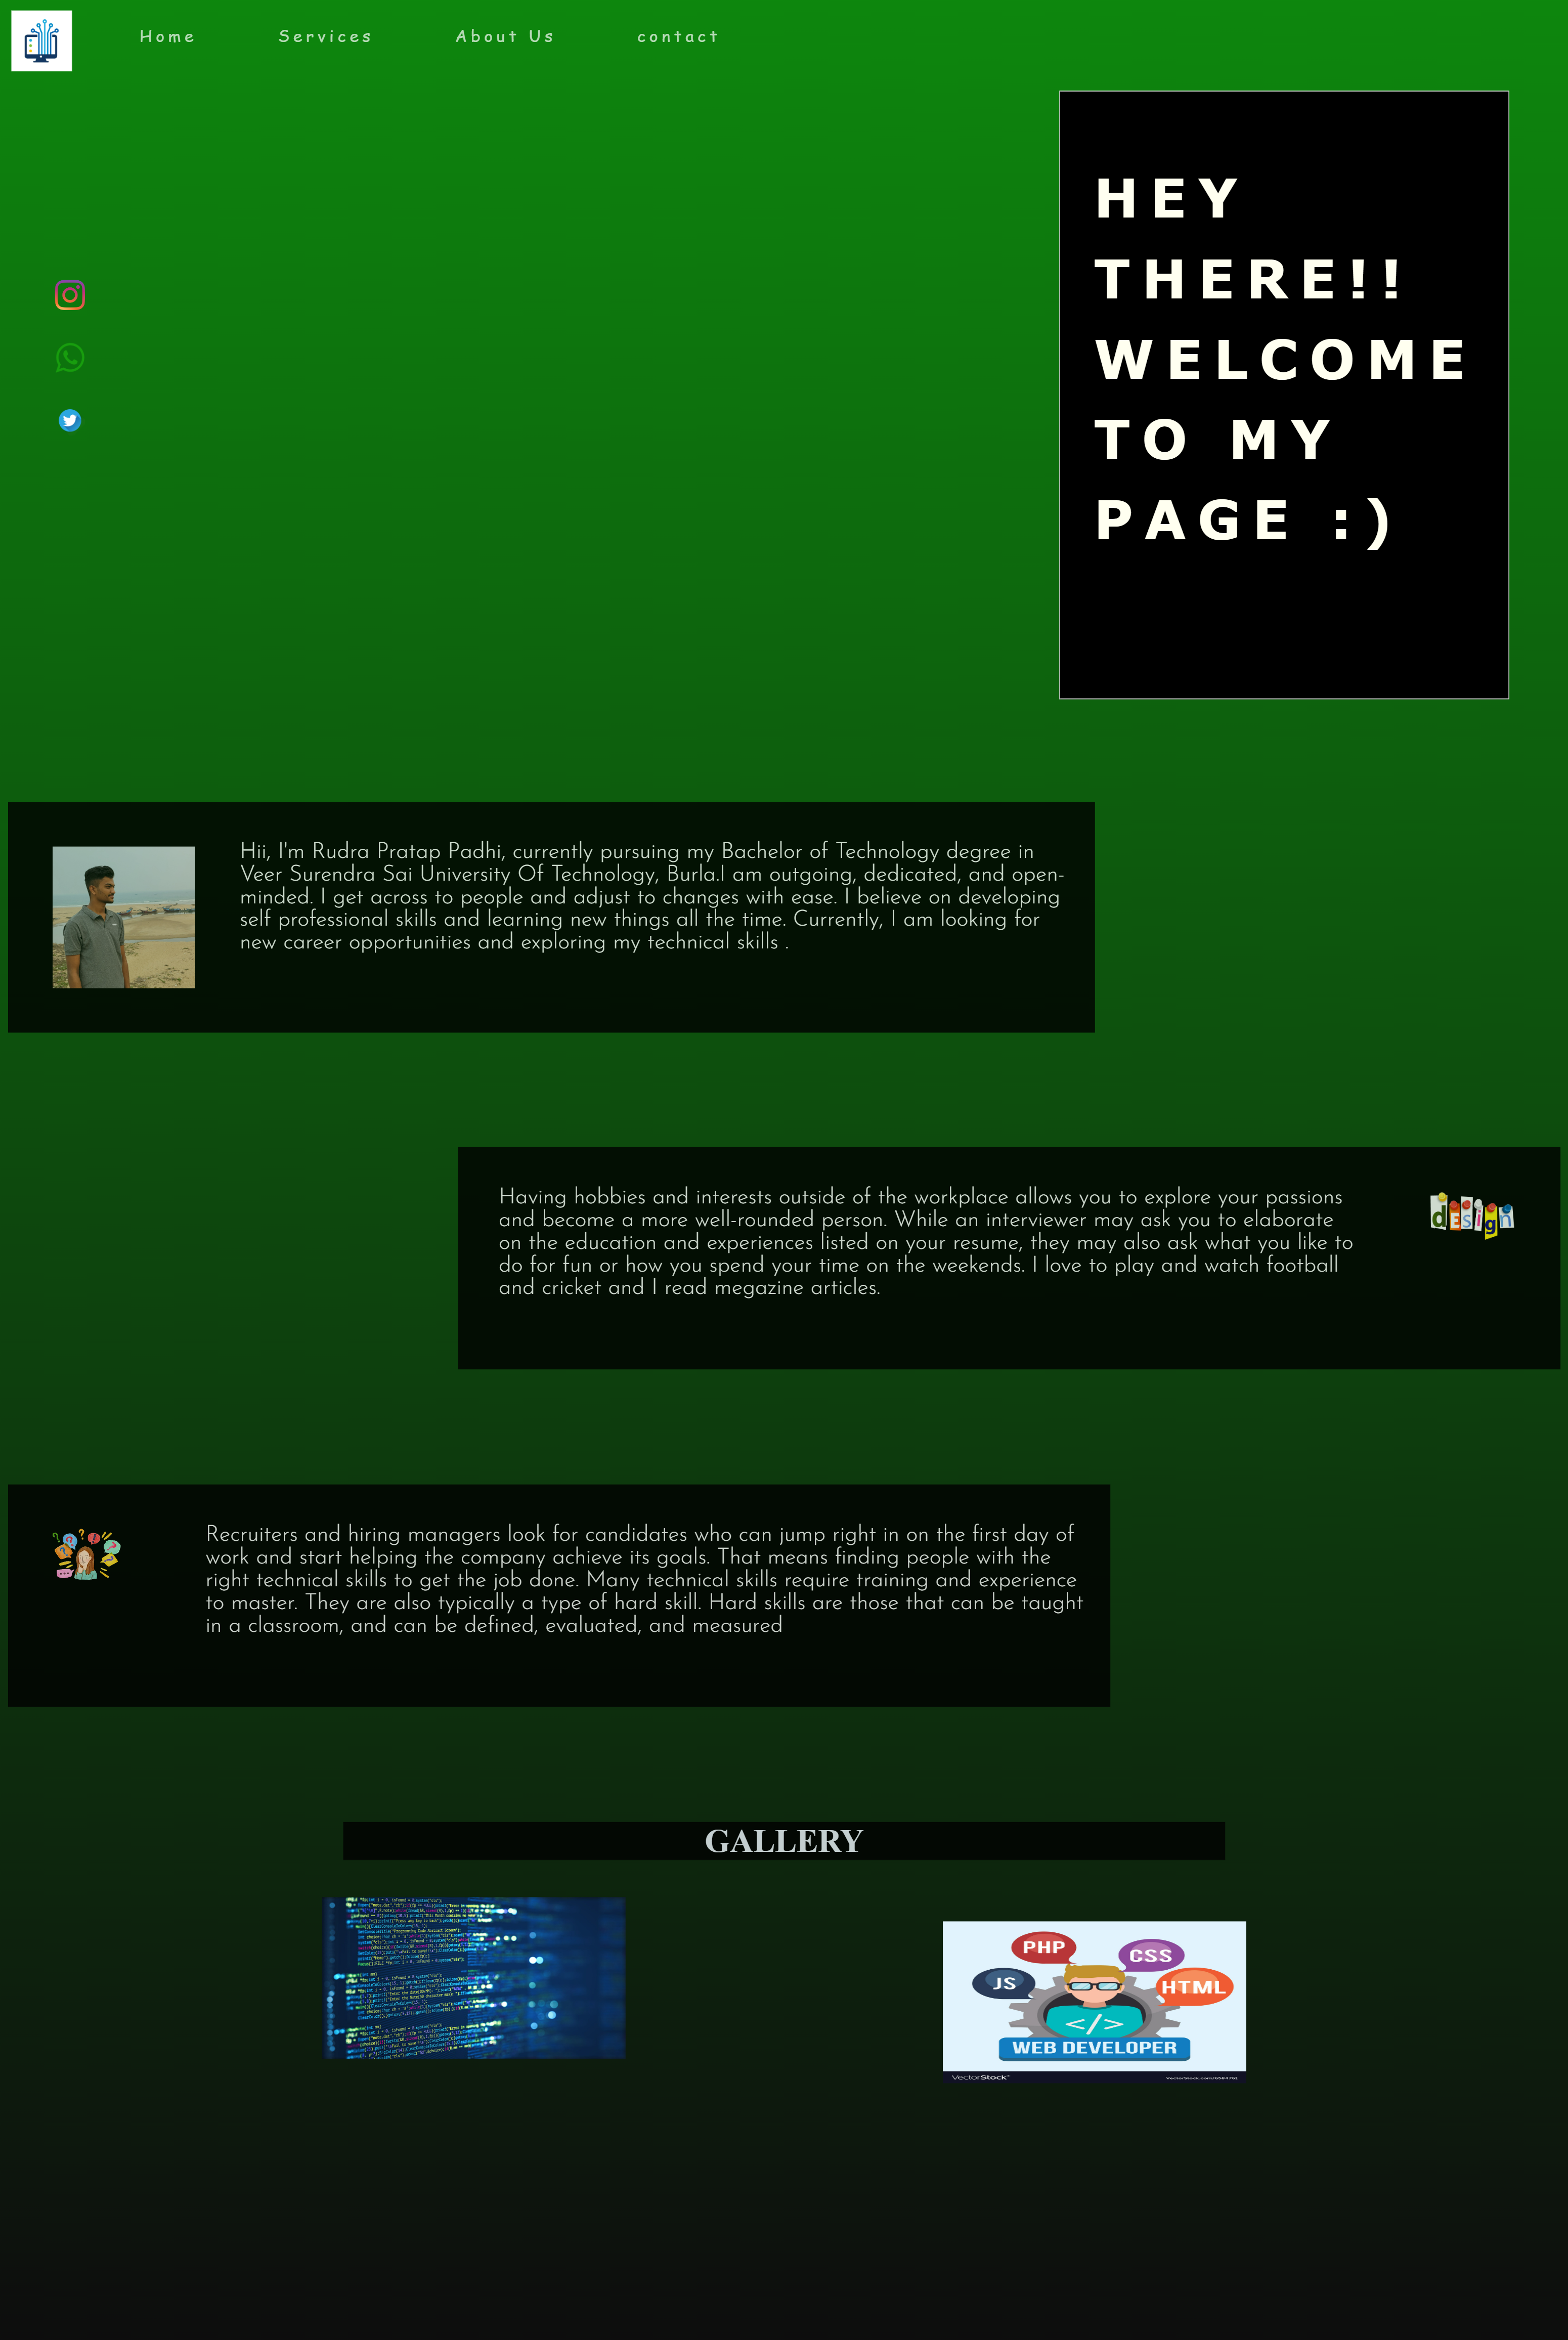 Home
Services
About Us
contact
HEY
THERE!!
WELCOME
TO MY
PAGE :)
Hii, I'm Rudra Pratap Padhi, currently pursuing my Bachelor of Technology degree in
Veer Surendra Sai University Of Technology, Burla.I am outgoing, dedicated, and open-
minded. I get across to people and adjust to changes with ease. I believe on developing
self professional skills and learning new things all the time. Currently, I am looking for
new career opportunities and exploring my technical skills .
Having hobbies and interests outside of the workplace allows you to explore your passions
and become a more well-rounded person. While an interviewer may ask you to elaborate
on the education and experiences listed on your resume, they may also ask what you like to
do for fun or how you spend your time on the weekends. I love to play and watch football
and cricket and I read megazine articles.
dEsign
Recruiters and hiring managers look for candidates who can jump right in on the first day of
work and start helping the company achieve its goals. That means finding people with the
right technical skills to get the job done. Many technical skills require training and experience
to master. They are also typically a type of hard skill. Hard skills are those that can be taught
in a classroom, and can be defined, evaluated, and measured
GALLERY
PHP
CSS
JS
HTML
</>
WEB DEVELOPER
VectorStock